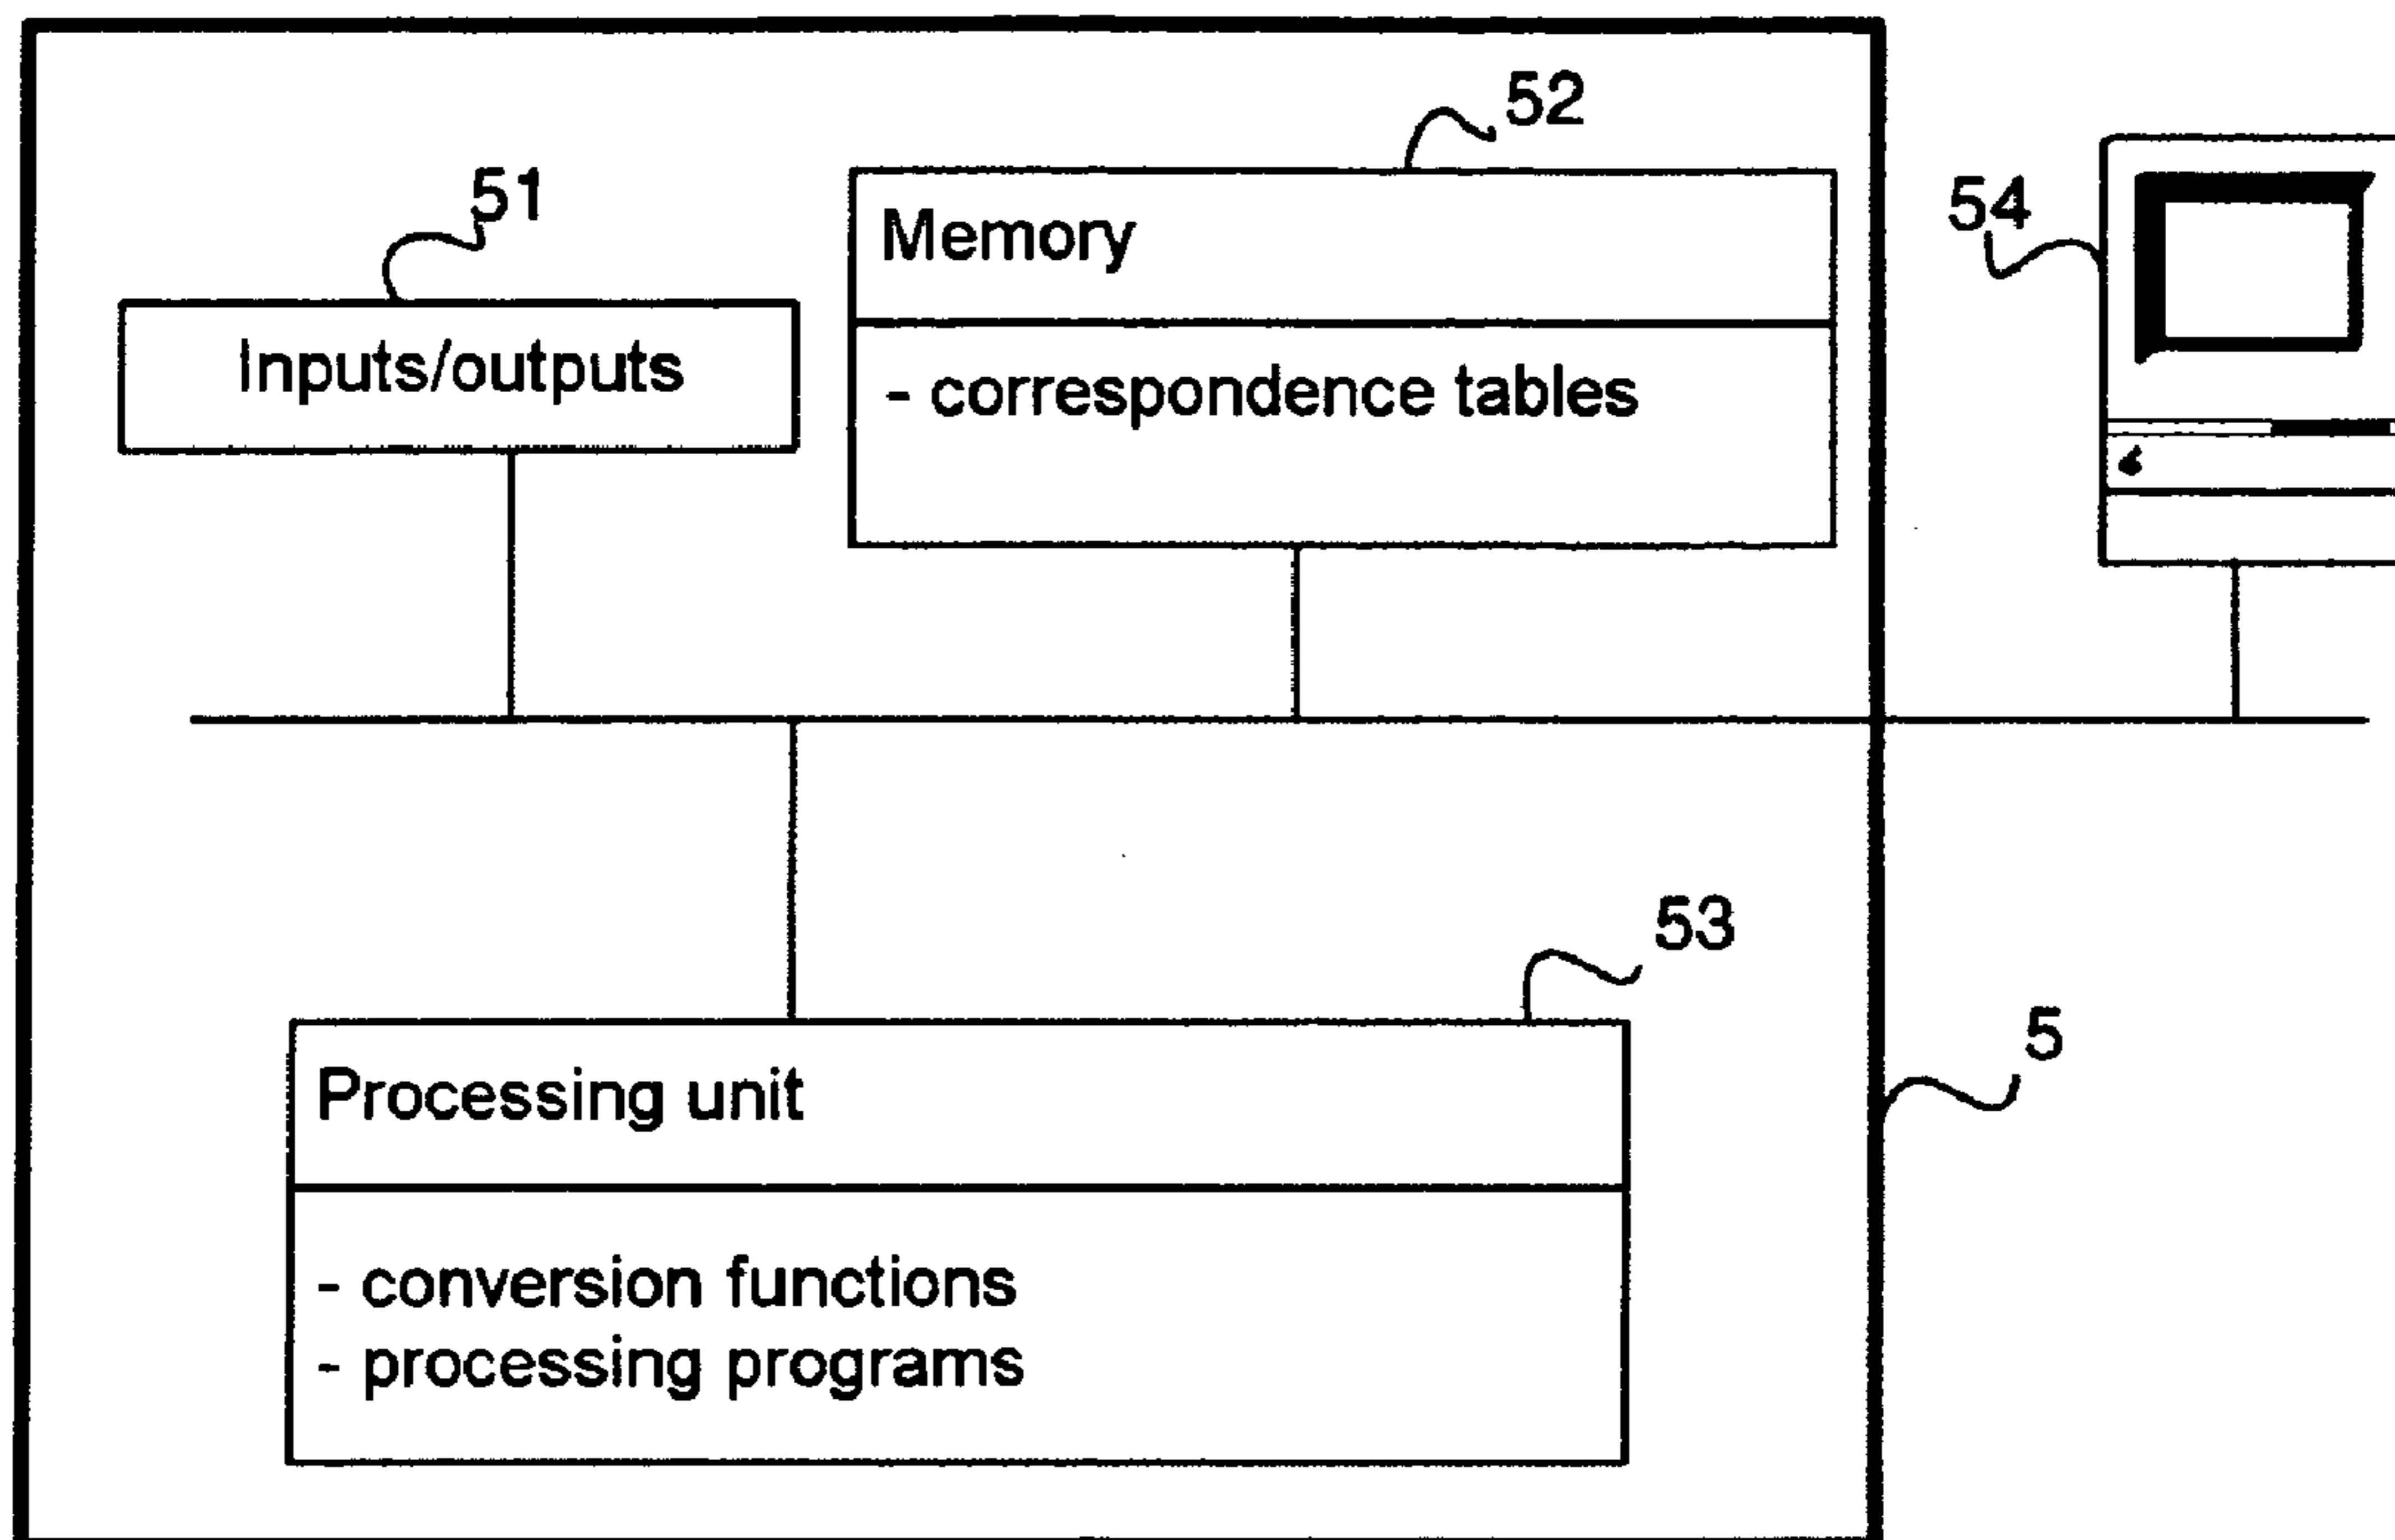 52
51
Memory
54
Inputs/outputs
- correspondence tables
53
5
Processing unit
- conversion functions
- processing programs